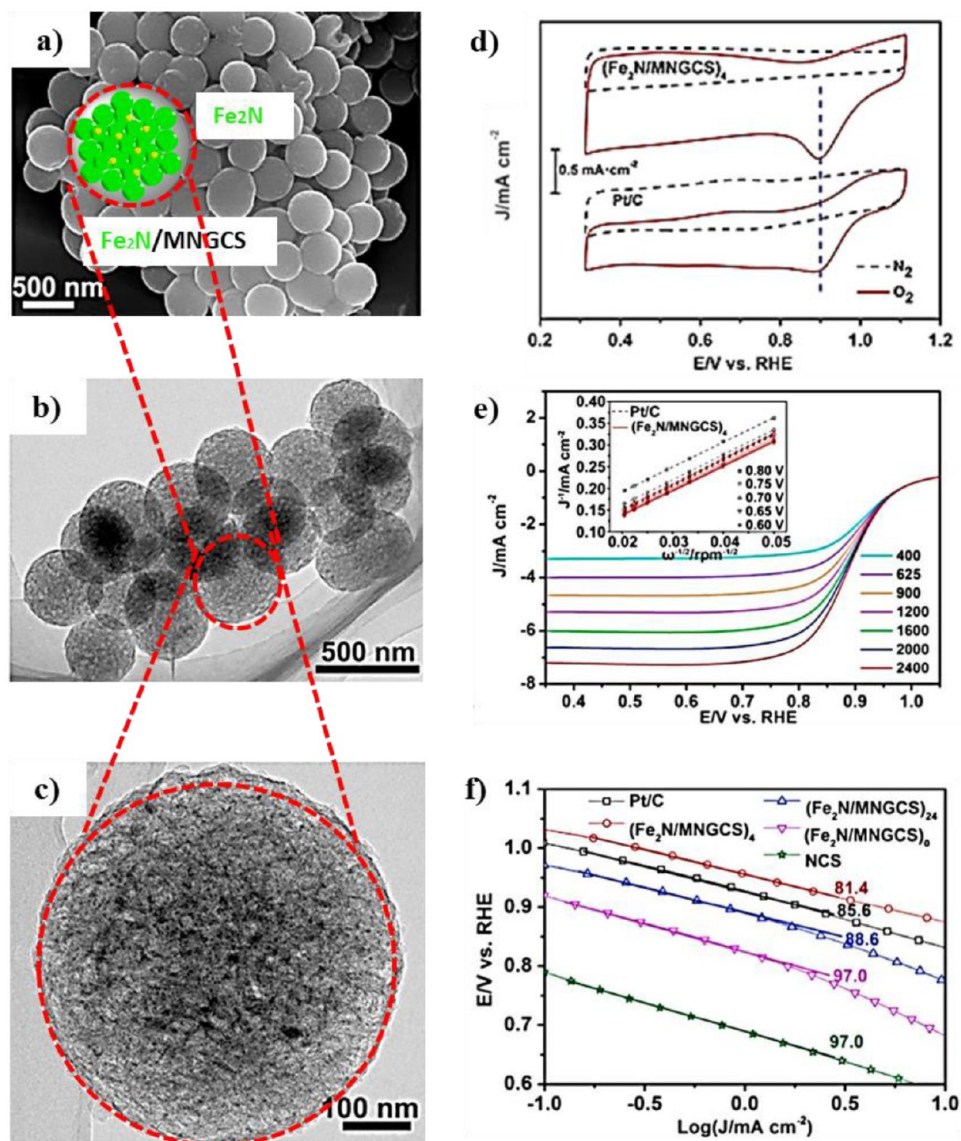 a)
Fe₂N
Fe₂N/MNGCS
500 nm
b)
500 nm
c)
100 nm
d)
(Fe₂N/MNGCS)₄
0.5 mA·cm⁻²
Pt/C
N₂
O₂
J/mA cm⁻²
0.2 0.4 0.6 0.8 1.0 1.2
E/V vs. RHE
e)
2
0
-2
-4
-6
-8
J/mA cm⁻²
0.40
0.35
0.30
0.25
0.20
0.15
0.10
J⁻¹/mA cm⁻²
Pt/C
(Fe₂N/MNGCS)₄
0.80 V
0.75 V
0.70 V
0.65 V
0.60 V
0.01 0.02 0.03 0.04 0.05
ω⁻¹ᐟ²/rpm⁻¹ᐟ²
400
625
900
1200
1600
2000
2400
0.4 0.5 0.6 0.7 0.8 0.9 1.0
E/V vs. RHE
f)
1.1
1.0
0.9
0.8
0.7
0.6
E/V vs. RHE
Pt/C
(Fe₂N/MNGCS)₄
(Fe₂N/MNGCS)₂₄
(Fe₂N/MNGCS)₀
NCS
81.4
85.6
88.6
97.0
97.0
-1.0 -0.5 0.0 0.5 1.0
Log(J/mA cm⁻²)